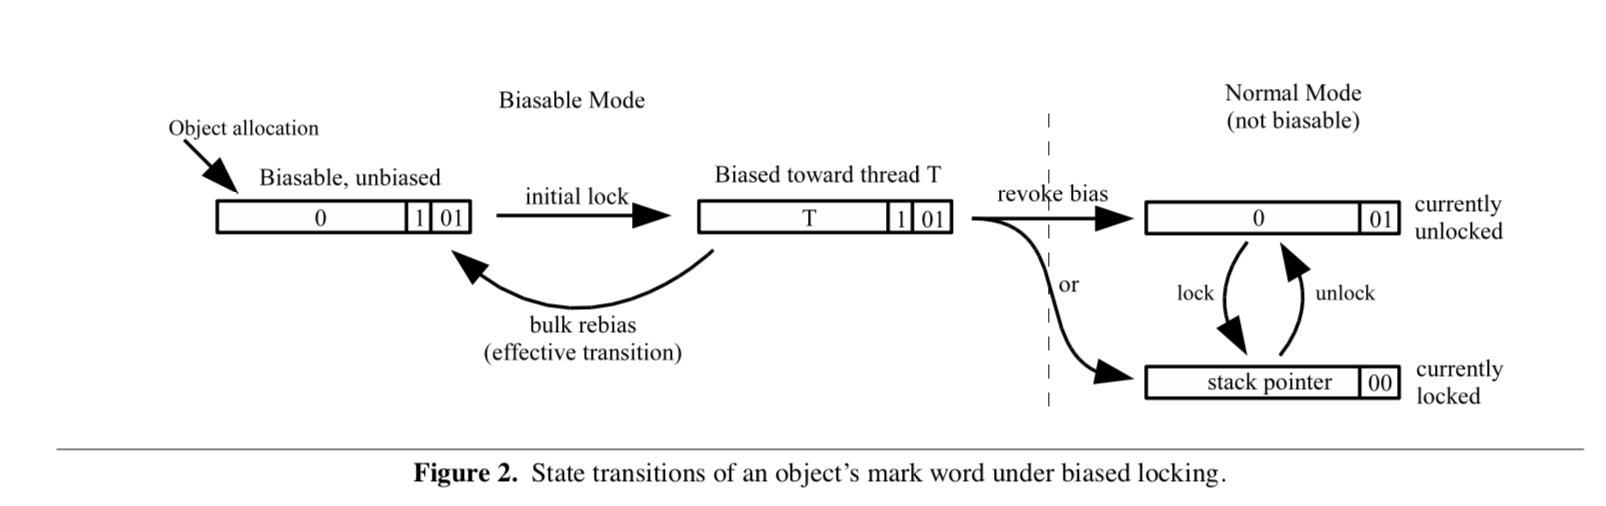 Biasable Mode
Normal Mode
(not biasable)
Object allocation
Biasable, unbiased
0 1 01
initial lock
bulk rebias
(effective transition)
Biased toward thread T
T 1 01
revoke bias
or
0 01
currently
unlocked
lock
unlock
stack pointer 00
currently
locked
Figure 2. State transitions of an object’s mark word under biased locking.